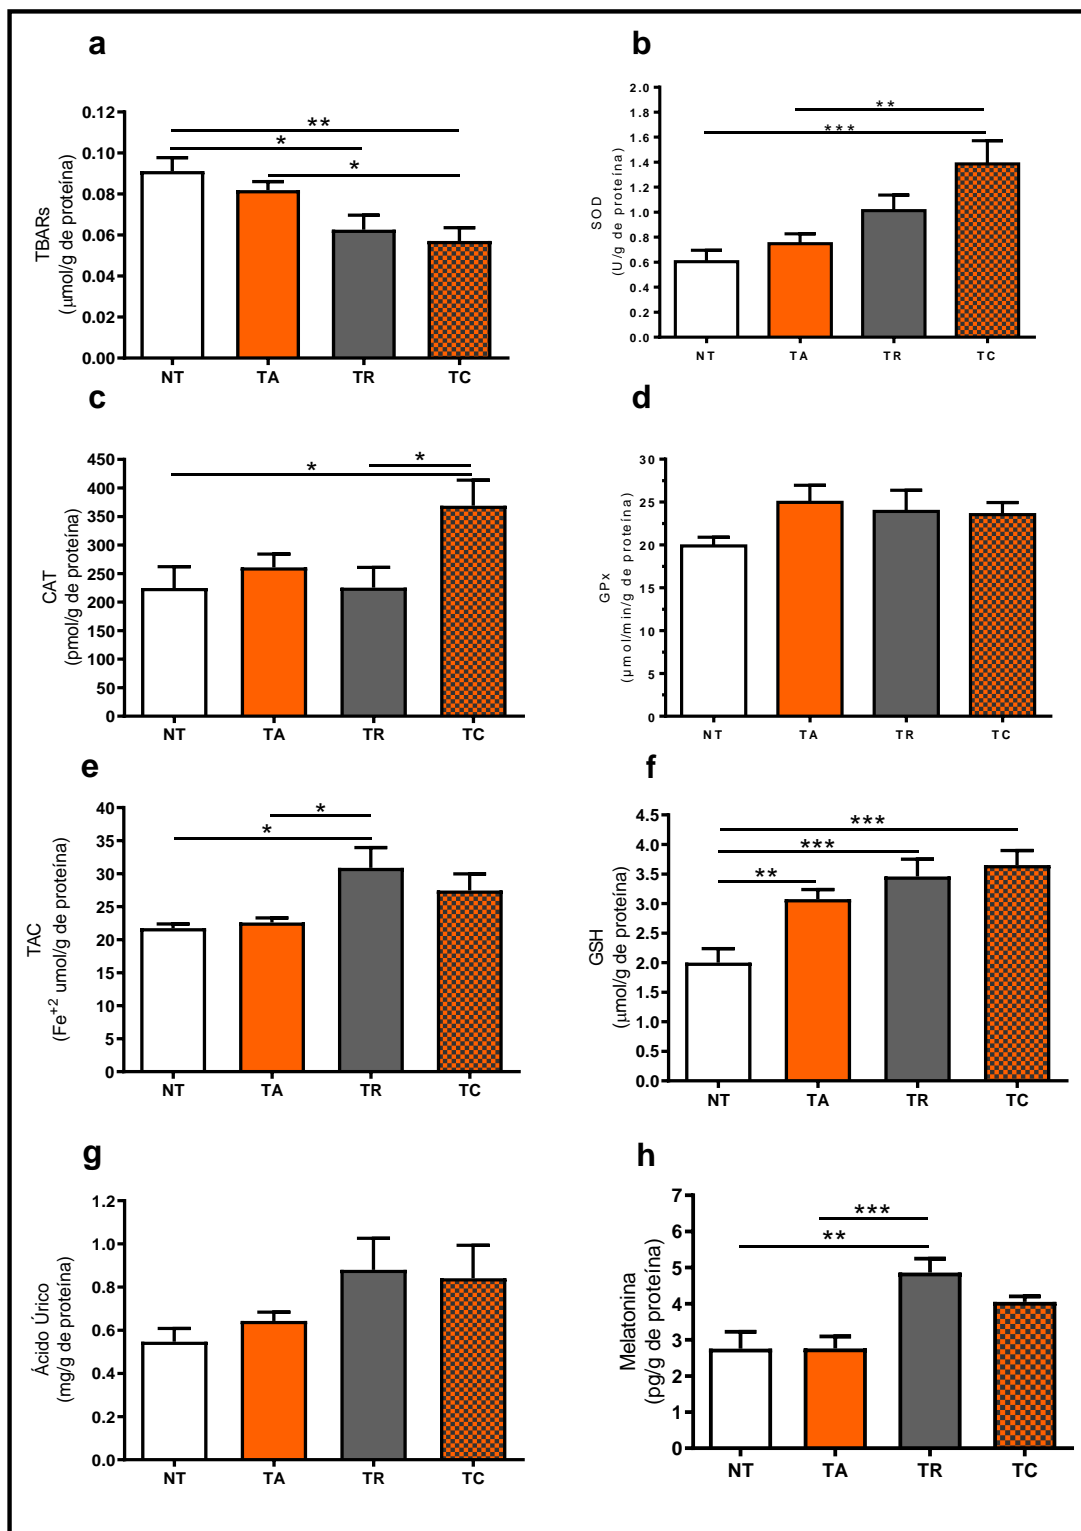 a
0.12
0.10
0.08
0.06
0.04
0.02
0.00
TBARs
(µmol/g de proteína)
**
*
*
NT TA TR TC
b
2.0
1.8
1.6
1.4
1.2
1.0
0.8
0.6
0.4
0.2
0.0
SOD
(U/g de proteína)
**
***
NT TA TR TC
c
450
400
350
300
250
200
150
100
50
0
CAT
(pmol/g de proteína)
*
*
NT TA TR TC
d
30
25
20
15
10
5
0
GPx
(µmol/min/g de proteína)
NT TA TR TC
e
40
35
30
25
20
15
10
5
0
TAC
(Fe⁺² umol/g de proteína)
*
*
NT TA TR TC
f
4.5
4.0
3.5
3.0
2.5
2.0
1.5
1.0
0.5
0.0
GSH
(µmol/g de proteína)
***
***
**
NT TA TR TC
g
1.2
1.0
0.8
0.6
0.4
0.2
0.0
Ácido Úrico
(mg/g de proteína)
NT TA TR TC
h
7
6
5
4
3
2
1
0
Melatonina
(pg/g de proteína)
***
**
NT TA TR TC